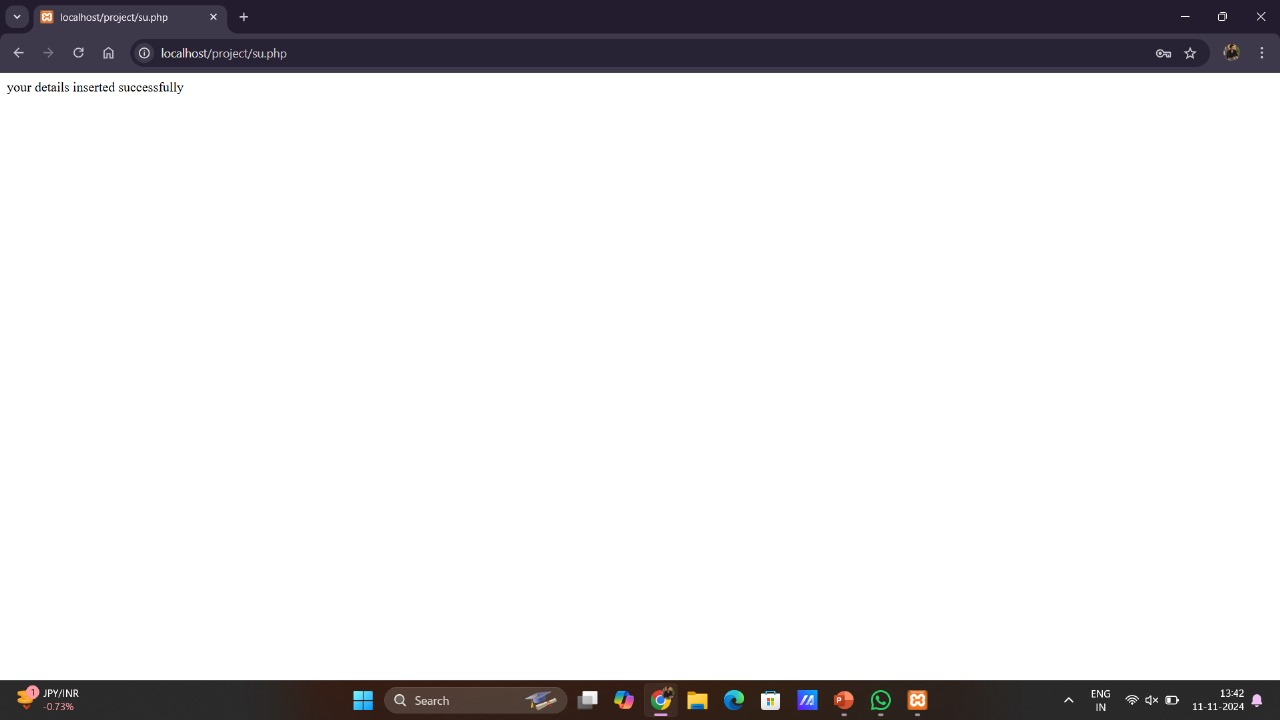 localhost/project/su.php
localhost/project/su.php
your details inserted successfully
1
JPY/INR
-0.73%
Search
P
ENG
IN
13:42
11-11-2024